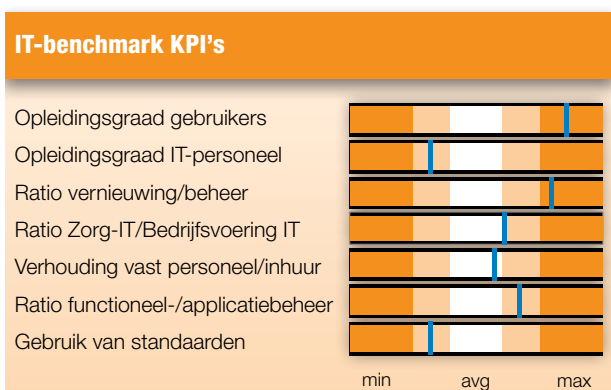 IT-benchmark KPI's
Opleidingsgraad gebruikers
Opleidingsgraad IT-personeel
Ratio vernieuwing/beheer
Ratio Zorg-IT/Bedrijfsvoering IT
Verhouding vast personeel/inhuur
Ratio functioneel-/applicatiebeheer
Gebruik van standaarden
min avg max